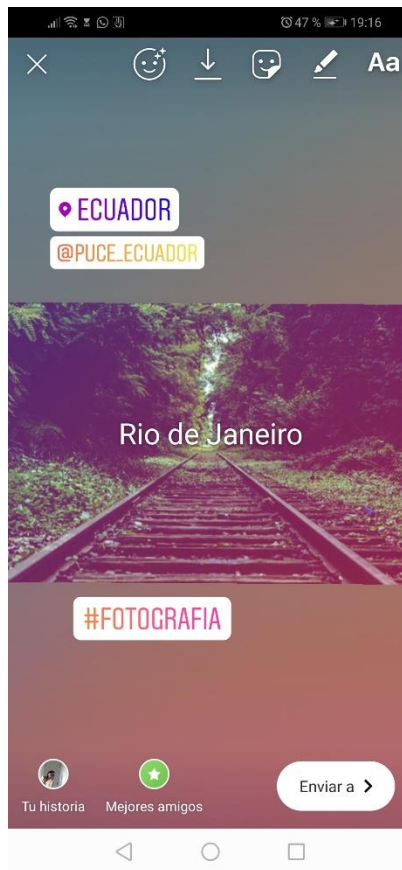 47 % 19:16
Aa
ECUADOR
@PUCE_ECUADOR
Rio de Janeiro
#FOTOGRAFIA
Tu historia Mejores amigos
Enviar a